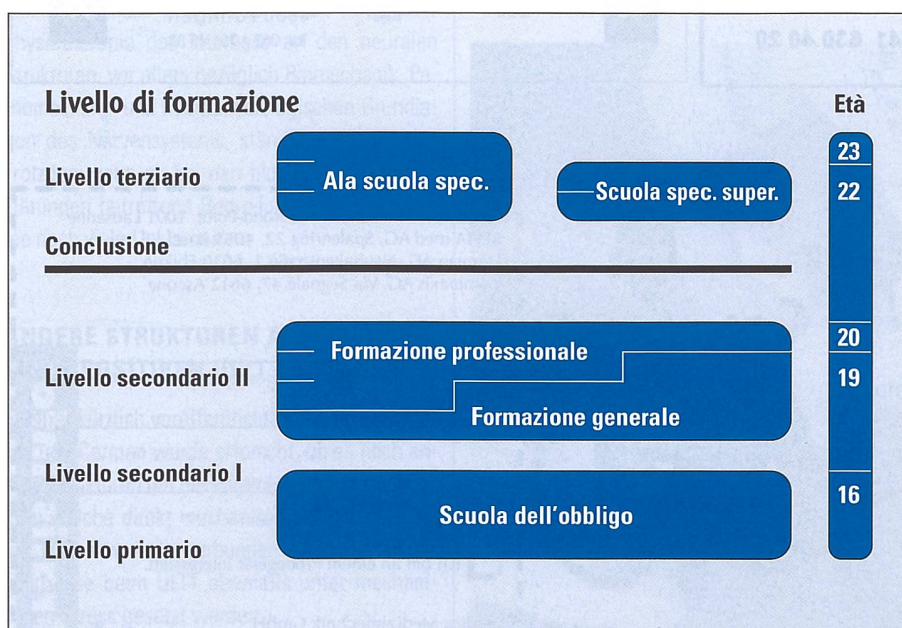 Livello di formazione
Età
23
Livello terziario
Ala scuola spec.
Scuola spec. super.
22
Conclusione
Formazione professionale
20
Livello secondario II
19
Formazione generale
Livello secondario I
Scuola dell'obbligo
16
Livello primario